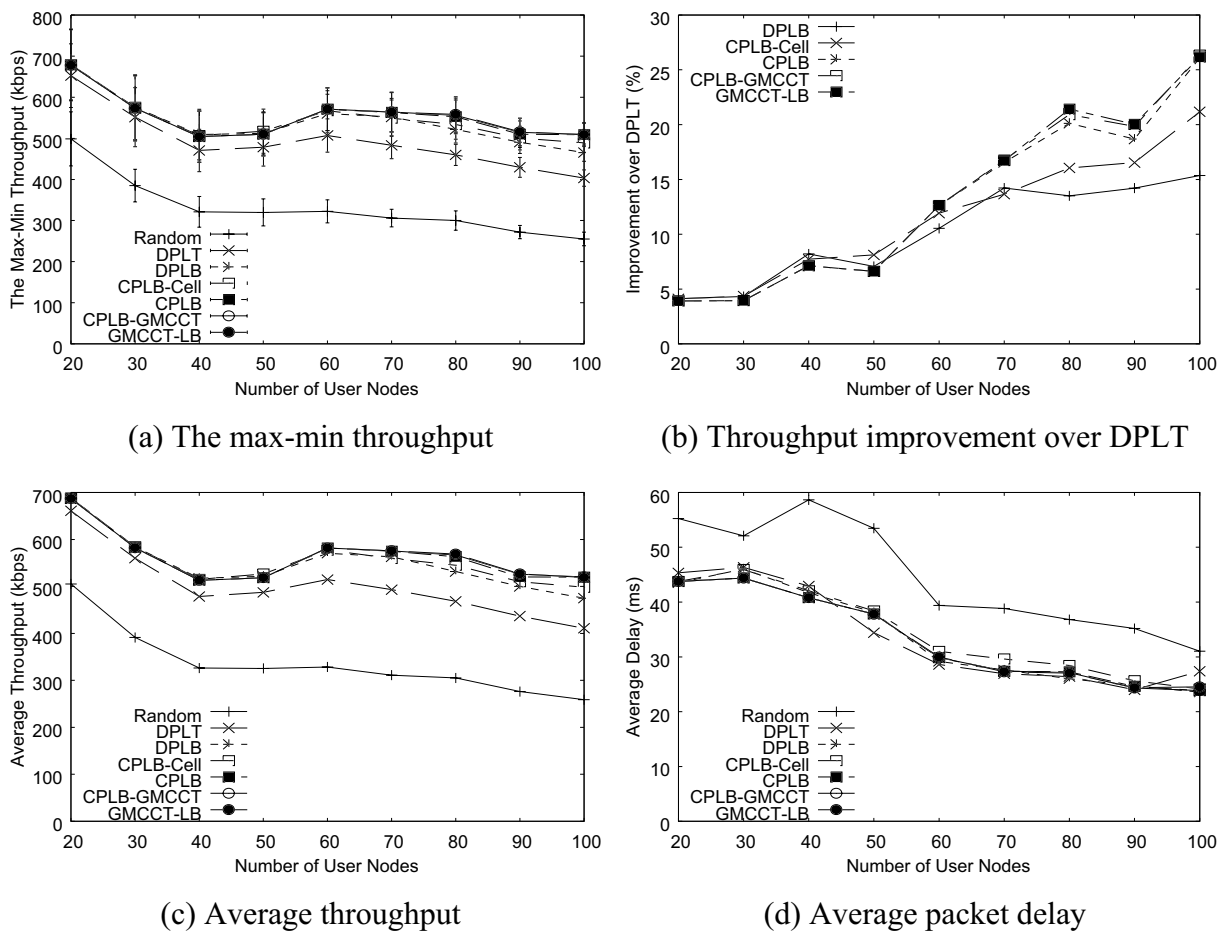 The Max-Min Throughput (kbps)
800
700
600
500
400
300
200
100
0
Random
DPLT
DPLB
CPLB-Cell
CPLB
CPLB-GMCCT
GMCCT-LB
20 30 40 50 60 70 80 90 100
Number of User Nodes
(a) The max-min throughput
Improvement over DPLT (%)
30
25
20
15
10
5
0
DPLB
CPLB-Cell
CPLB
CPLB-GMCCT
GMCCT-LB
20 30 40 50 60 70 80 90 100
Number of User Nodes
(b) Throughput improvement over DPLT
Average Throughput (kbps)
700
600
500
400
300
200
100
0
Random
DPLT
DPLB
CPLB-Cell
CPLB
CPLB-GMCCT
GMCCT-LB
20 30 40 50 60 70 80 90 100
Number of User Nodes
(c) Average throughput
Average Delay (ms)
60
50
40
30
20
10
0
Random
DPLT
DPLB
CPLB-Cell
CPLB
CPLB-GMCCT
GMCCT-LB
20 30 40 50 60 70 80 90 100
Number of User Nodes
(d) Average packet delay